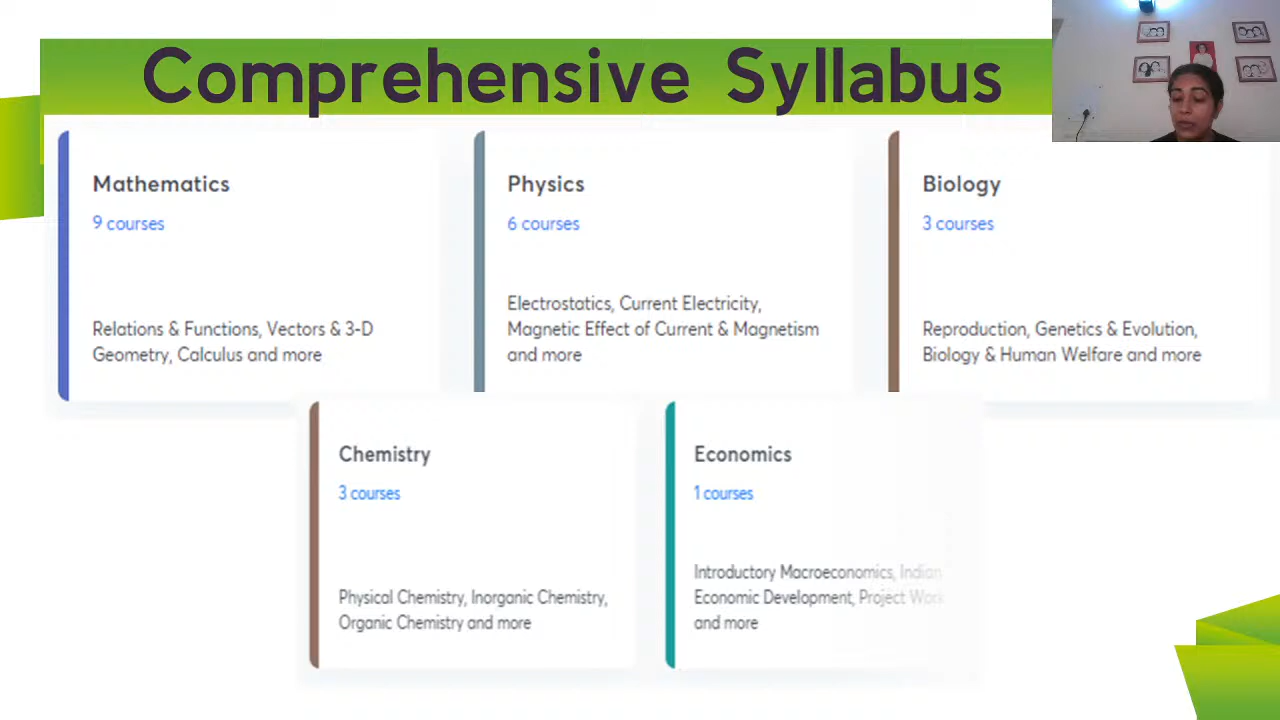 Comprehensive Syllabus
Mathematics
9 courses
Relations & Functions, Vectors & 3-D
Geometry, Calculus and more
Physics
6 courses
Electrostatics, Current Electricity,
Magnetic Effect of Current & Magnetism
and more
Biology
3 courses
Reproduction, Genetics & Evolution,
Biology & Human Welfare and more
Chemistry
3 courses
Physical Chemistry, Inorganic Chemistry,
Organic Chemistry and more
Economics
1 courses
Introductory Macroeconomics, Indian
Economic Development, Project Work
and more